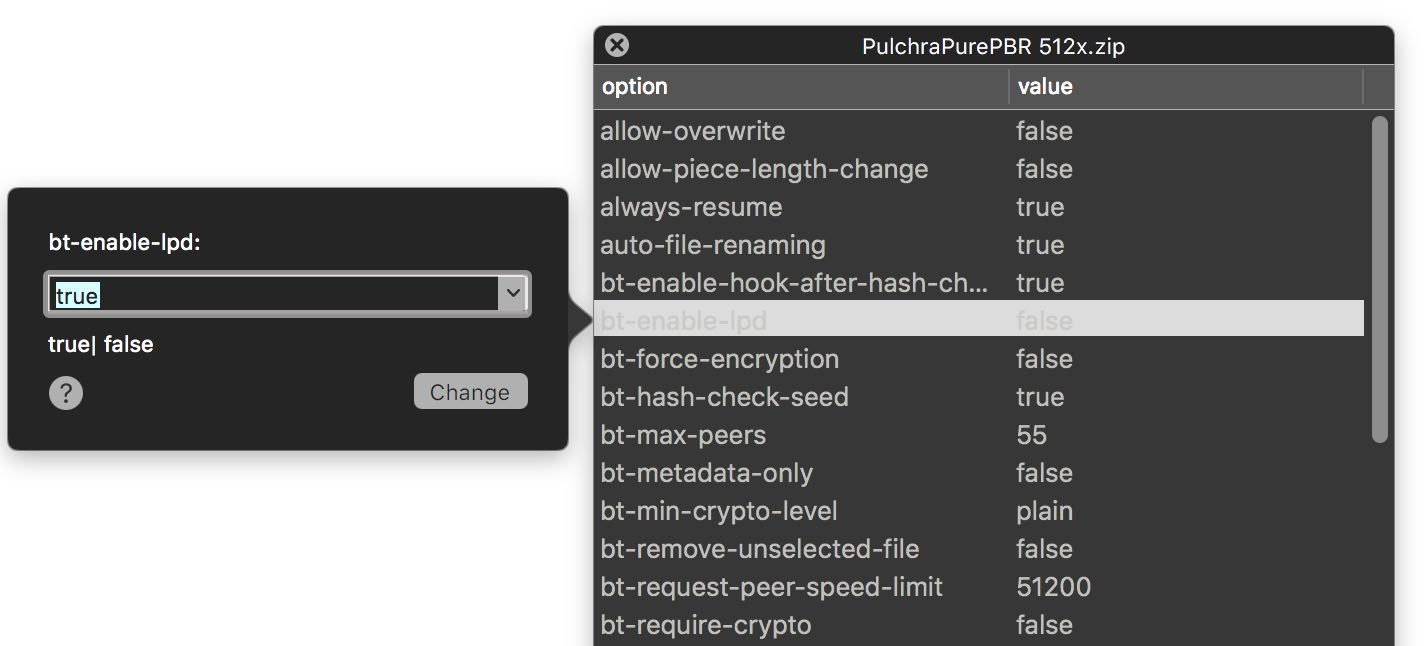 PulchraPurePBR 512x.zip
option value
allow-overwrite false
allow-piece-length-change false
always-resume true
auto-file-renaming true
bt-enable-hook-after-hash-ch... true
bt-enable-lpd false
bt-force-encryption false
bt-hash-check-seed true
bt-max-peers 55
bt-metadata-only false
bt-min-crypto-level plain
bt-remove-unselected-file false
bt-request-peer-speed-limit 51200
bt-require-crypto false
bt-enable-lpd:
true
true| false
?
Change